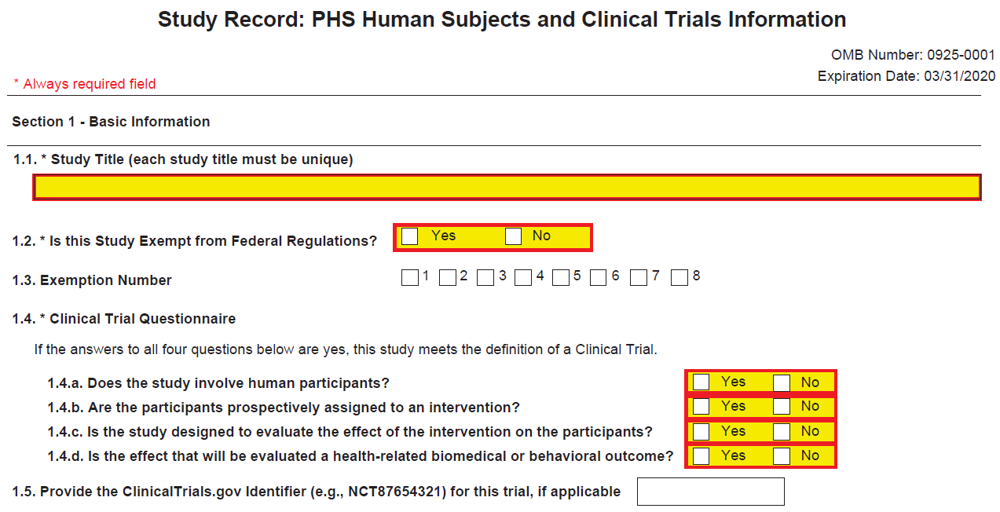 Study Record: PHS Human Subjects and Clinical Trials Information
OMB Number: 0925-0001
Expiration Date: 03/31/2020
* Always required field
Section 1 - Basic Information
1.1. * Study Title (each study title must be unique)
1.2. * Is this Study Exempt from Federal Regulations? Yes No
1.3. Exemption Number 1 2 3 4 5 6 7 8
1.4. * Clinical Trial Questionnaire
If the answers to all four questions below are yes, this study meets the definition of a Clinical Trial.
1.4.a. Does the study involve human participants? Yes No
1.4.b. Are the participants prospectively assigned to an intervention? Yes No
1.4.c. Is the study designed to evaluate the effect of the intervention on the participants? Yes No
1.4.d. Is the effect that will be evaluated a health-related biomedical or behavioral outcome? Yes No
1.5. Provide the ClinicalTrials.gov Identifier (e.g., NCT87654321) for this trial, if applicable